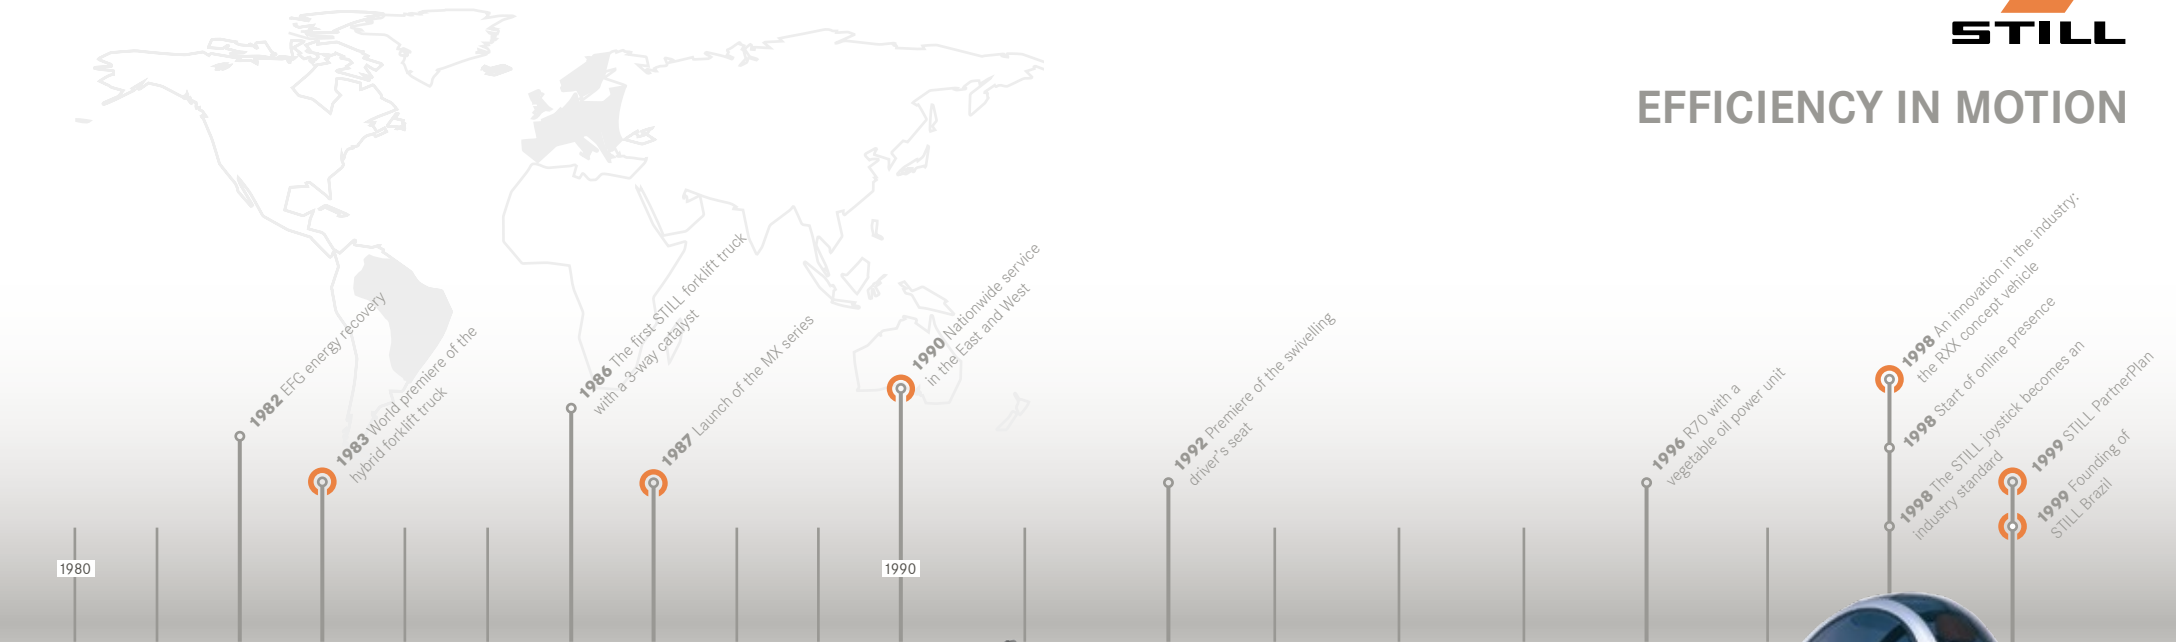 STILL
EFFICIENCY IN MOTION
1982 EFG energy recovery
1983 World premiere of the
hybrid forklift truck
1986 The first STILL forklift truck
with a 3-way catalyst
1987 Launch of the MX series
1990 Nationwide service
in the East and West
1992 Premiere of the swivelling
driver's seat
1996 R70 with a
vegetable oil power unit
1998 An innovation in the industry:
the RXX concept vehicle
1998 Start of online presence
1998 The STILL joystick becomes an
industry standard
1999 STILL PartnerPlan
1999 Founding of
STILL Brazil
1980
1990